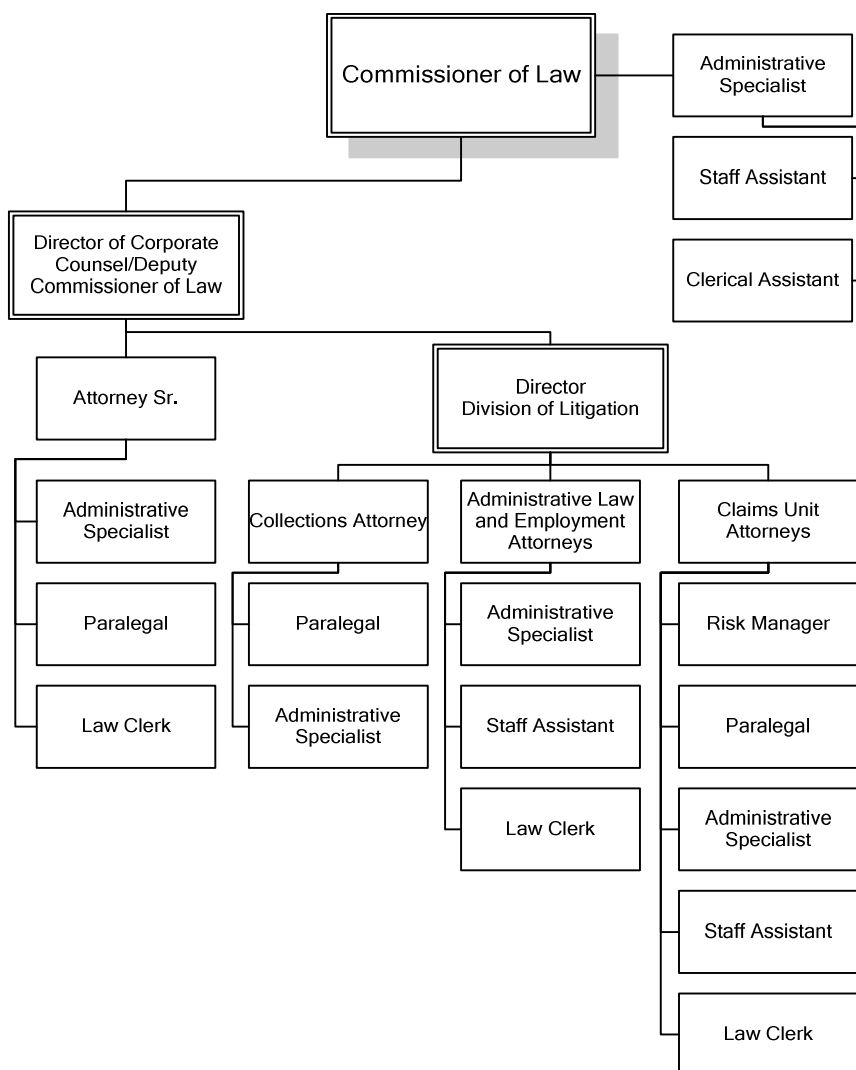 Commissioner of Law
Administrative
Specialist
Staff Assistant
Clerical Assistant
Director of Corporate
Counsel/Deputy
Commissioner of Law
Attorney Sr.
Director
Division of Litigation
Administrative
Specialist
Paralegal
Law Clerk
Collections Attorney
Paralegal
Administrative
Specialist
Administrative Law
and Employment
Attorneys
Administrative
Specialist
Staff Assistant
Law Clerk
Claims Unit
Attorneys
Risk Manager
Paralegal
Administrative
Specialist
Staff Assistant
Law Clerk